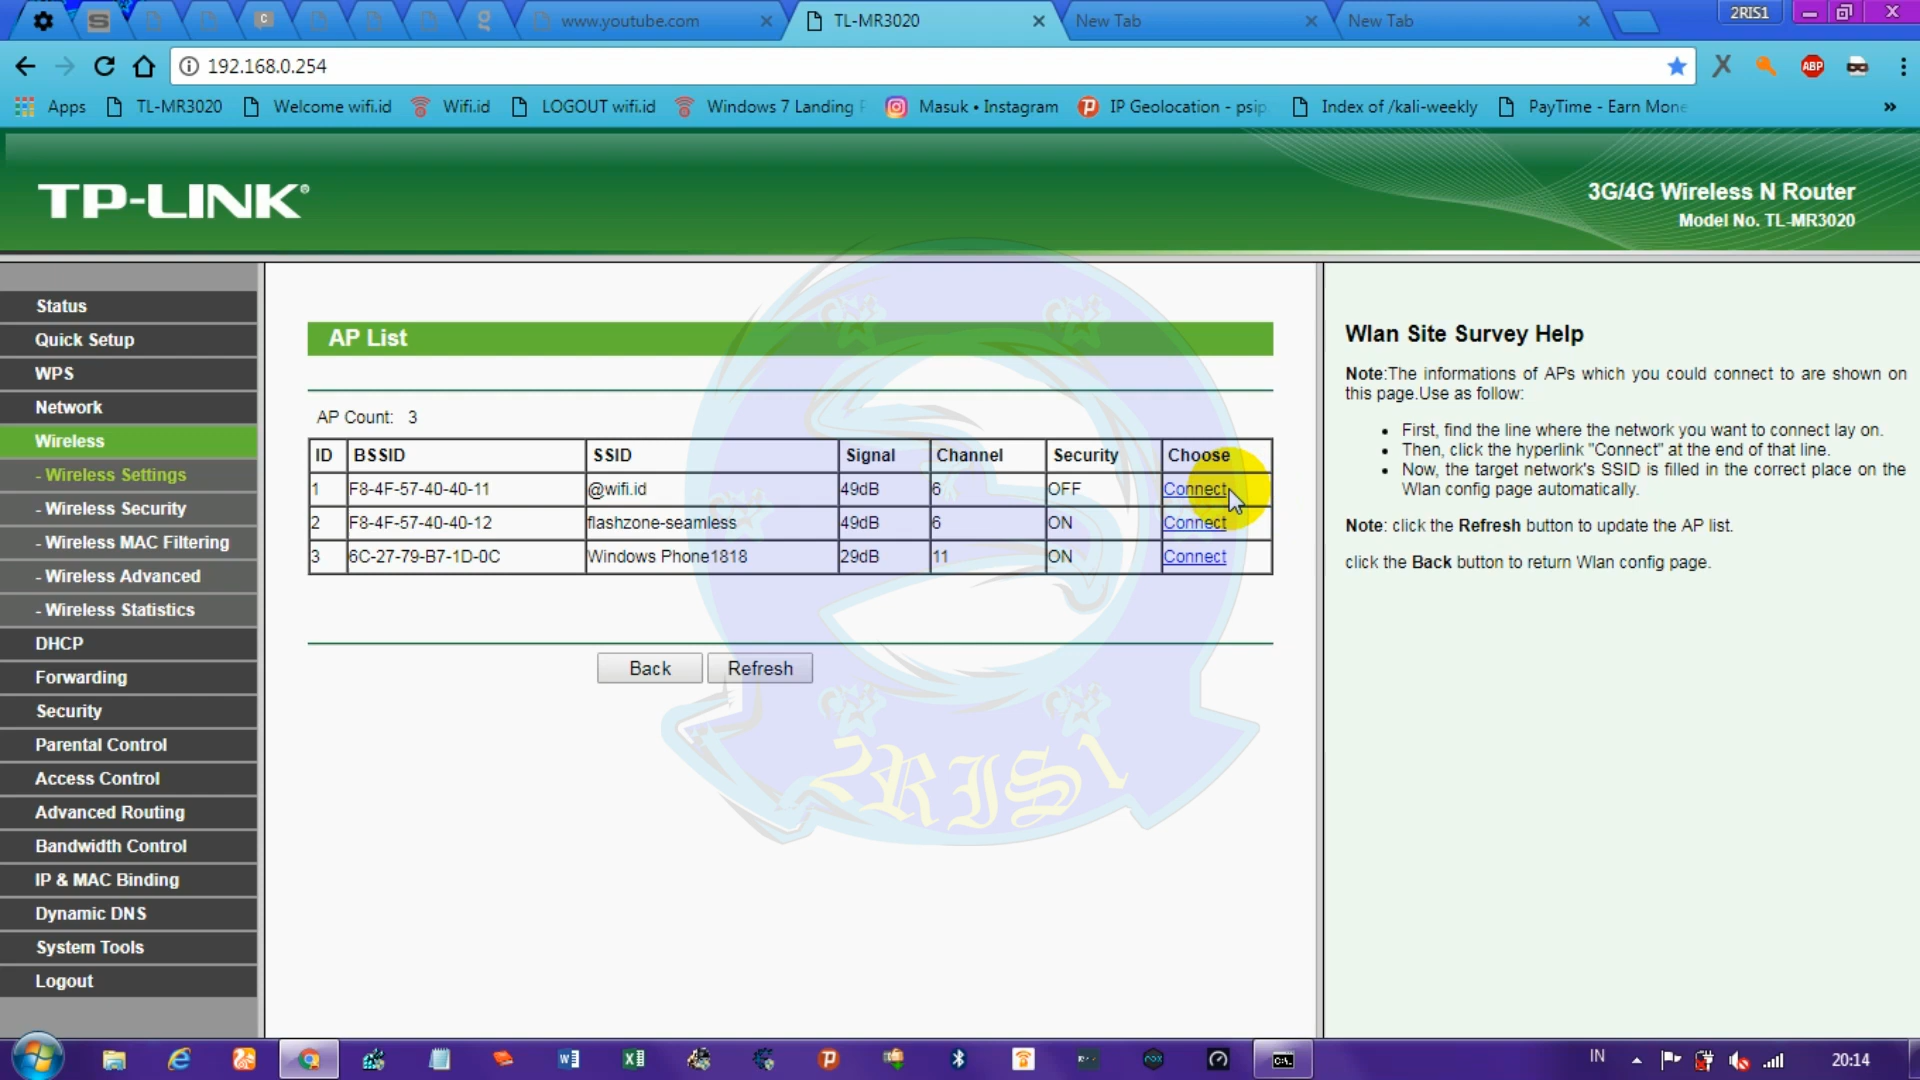 www.youtube.com
TL-MR3020
New Tab
New Tab
2RIS1
192.168.0.254
ABP
Apps
TL-MR3020
Welcome wifi.id
Wifi.id
LOGOUT wifi.id
Windows 7 Landing
Masuk • Instagram
IP Geolocation - psip
Index of /kali-weekly
PayTime - Earn Mone
»
TP-LINK®
3G/4G Wireless N Router
Model No. TL-MR3020
Status
Quick Setup
WPS
Network
Wireless
- Wireless Settings
- Wireless Security
- Wireless MAC Filtering
- Wireless Advanced
- Wireless Statistics
DHCP
Forwarding
Security
Parental Control
Access Control
Advanced Routing
Bandwidth Control
IP & MAC Binding
Dynamic DNS
System Tools
Logout
AP List
AP Count: 3
ID BSSID SSID Signal Channel Security Choose
1 F8-4F-57-40-40-11 @wifi.id 49dB 6 OFF Connect
2 F8-4F-57-40-40-12 flashzone-seamless 49dB 6 ON Connect
3 6C-27-79-B7-1D-0C Windows Phone1818 29dB 11 ON Connect
Back Refresh
2RIS1
Wlan Site Survey Help
Note:The informations of APs which you could connect to are shown on
this page.Use as follow:
• First, find the line where the network you want to connect lay on.
• Then, click the hyperlink "Connect" at the end of that line.
• Now, the target network's SSID is filled in the correct place on the
Wlan config page automatically.
Note: click the Refresh button to update the AP list.
click the Back button to return Wlan config page.
IN
20:14